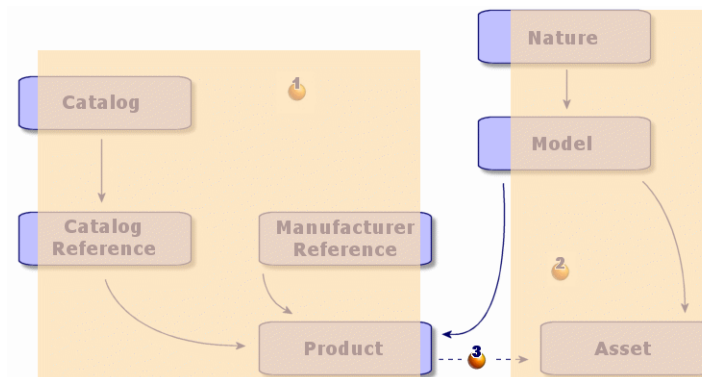 Nature
1
Catalog
Model
Catalog
Reference
Manufacturer
Reference
2
Product
3
Asset